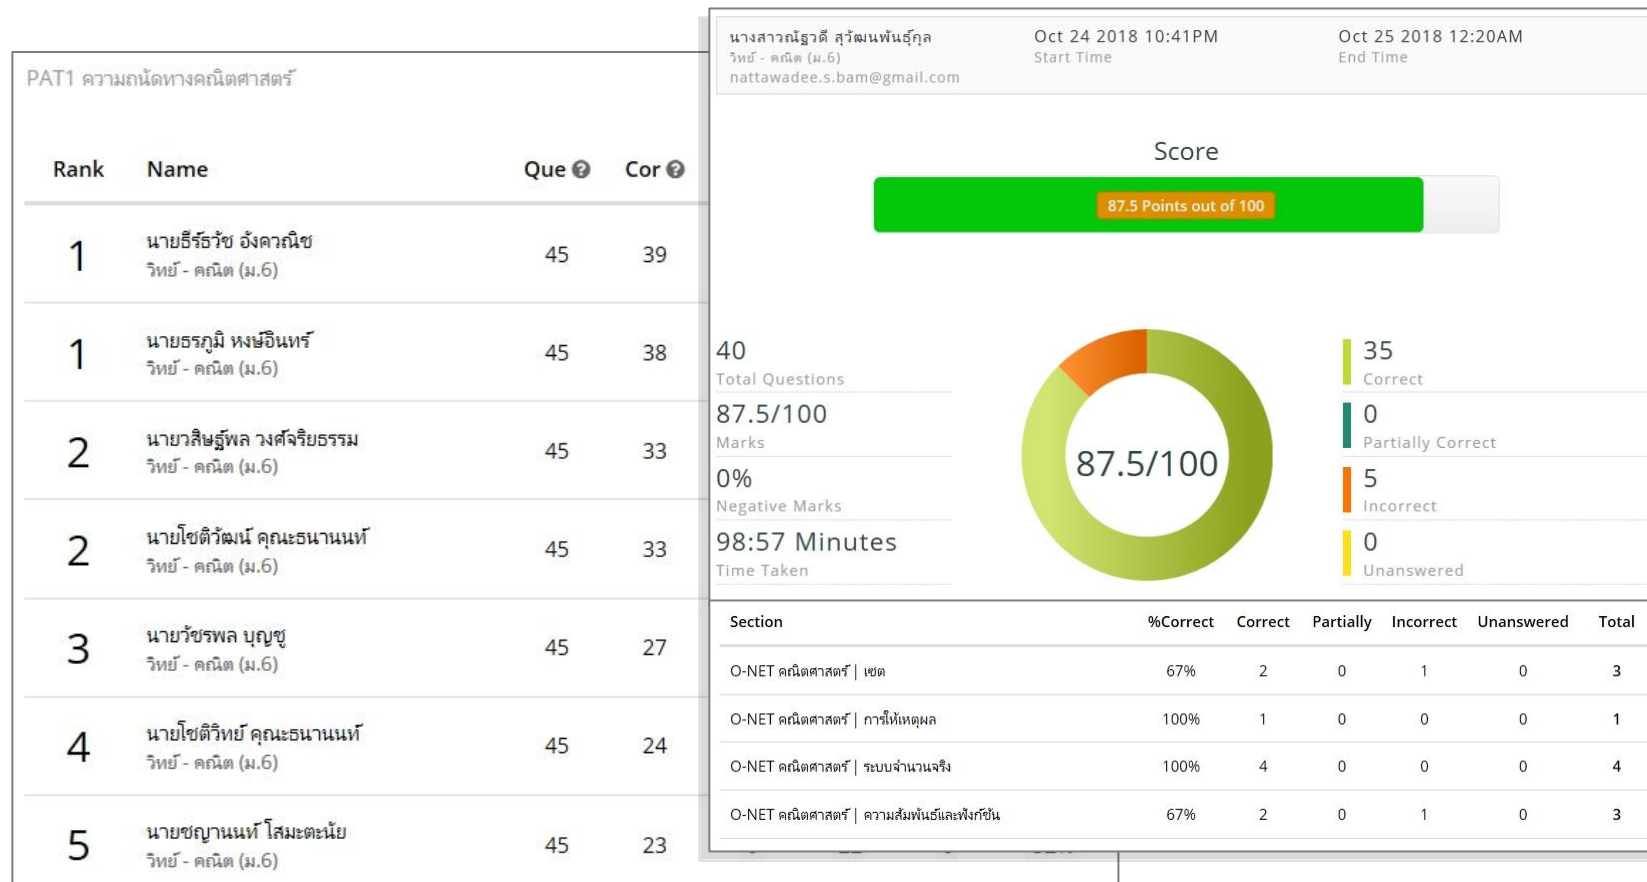 PAT1 ความถนัดทางคณิตศาสตร์
Rank Name Que Cor
1 นายธีร์ธวัช อังควณิช 45 39
วิทย์ - คณิต (ม.6)
1 นายธรภูมิ หงษ์อินทร์ 45 38
วิทย์ - คณิต (ม.6)
2 นายวสิษฐ์พล วงศ์จริยธรรม 45 33
วิทย์ - คณิต (ม.6)
2 นายโชติวัฒน์ คุณะธนานนท์ 45 33
วิทย์ - คณิต (ม.6)
3 นายวัชรพล บุญชู 45 27
วิทย์ - คณิต (ม.6)
4 นายโชติวิทย์ คุณะธนานนท์ 45 24
วิทย์ - คณิต (ม.6)
5 นายชญานนท์ โสมะตะนัย 45 23
วิทย์ - คณิต (ม.6)
นางสาวณัฐวดี สุวัฒนพันธุ์กุล Oct 24 2018 10:41PM Oct 25 2018 12:20AM
วิทย์ - คณิต (ม.6) Start Time End Time
nattawadee.s.bam@gmail.com
Score
87.5 Points out of 100
40
Total Questions
87.5/100
Marks
0%
Negative Marks
98:57 Minutes
Time Taken
87.5/100
35
Correct
0
Partially Correct
5
Incorrect
0
Unanswered
Section %Correct Correct Partially Incorrect Unanswered Total
O-NET คณิตศาสตร์ | เซต 67% 2 0 1 0 3
O-NET คณิตศาสตร์ | การให้เหตุผล 100% 1 0 0 0 1
O-NET คณิตศาสตร์ | ระบบจำนวนจริง 100% 4 0 0 0 4
O-NET คณิตศาสตร์ | ความสัมพันธ์และฟังก์ชัน 67% 2 0 1 0 3